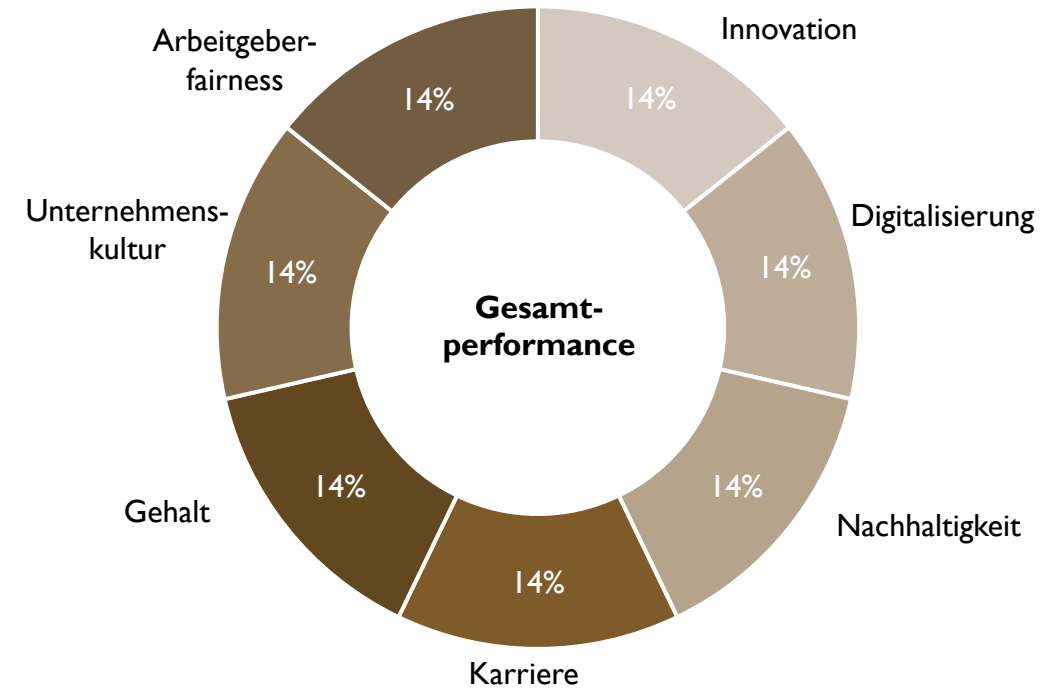 Innovation
Arbeitgeber-
fairness
14%
14%
Unternehmens-
kultur
Digitalisierung
14%
14%
Gesamt-
performance
14%
14%
Gehalt
Nachhaltigkeit
14%
Karriere